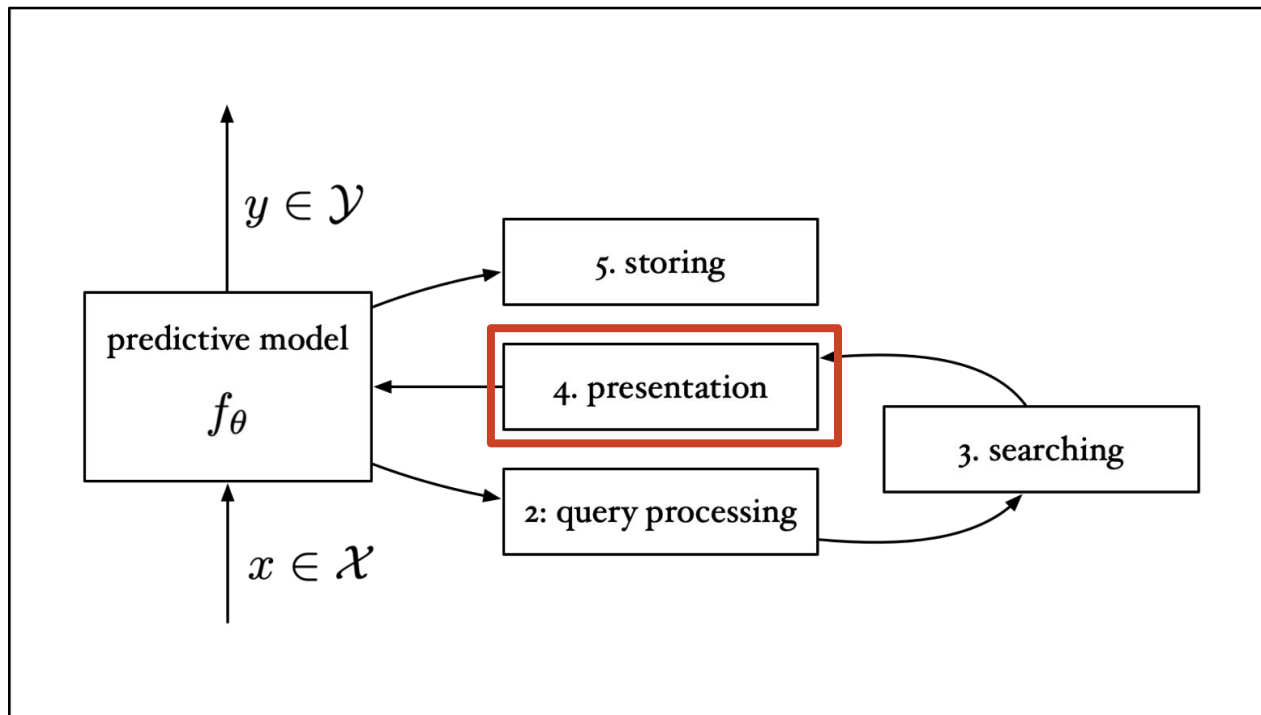 y ∈ 𝒴
5. storing
predictive model
f_θ
4. presentation
3. searching
2: query processing
x ∈ 𝒳